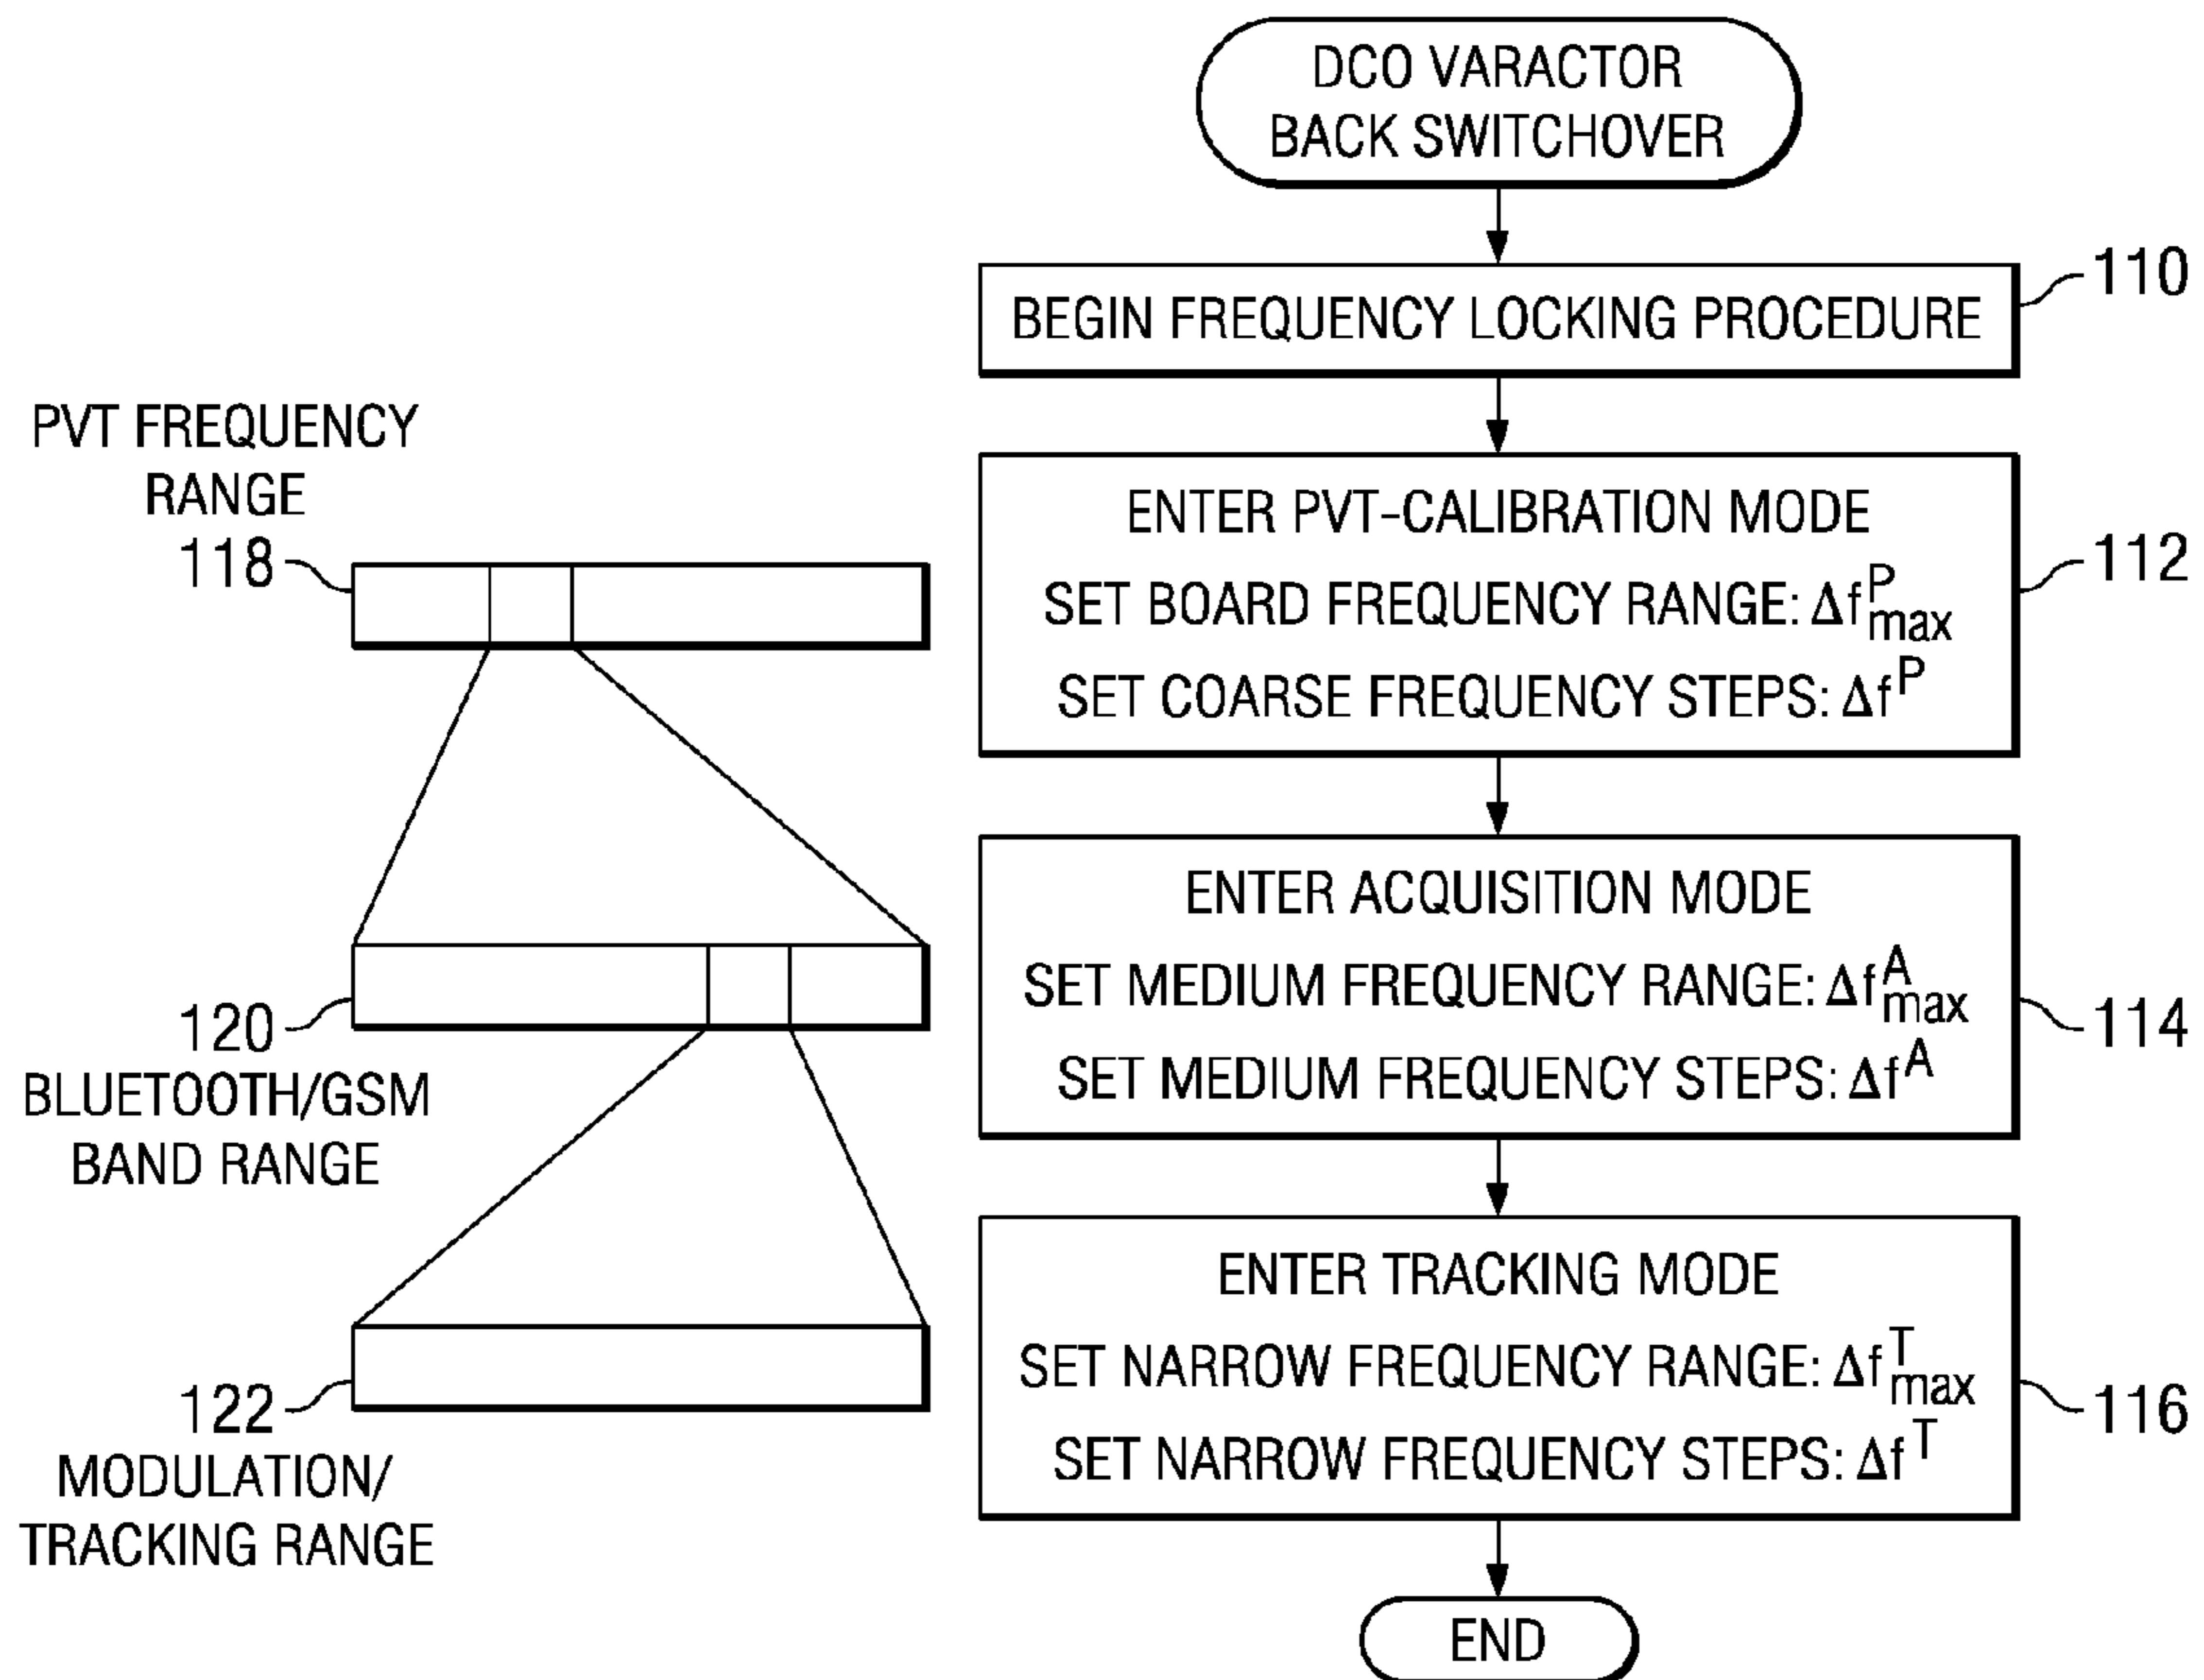 DCO VARACTOR
BACK SWITCHOVER
BEGIN FREQUENCY LOCKING PROCEDURE
110
PVT FREQUENCY
RANGE
118
ENTER PVT-CALIBRATION MODE
SET BOARD FREQUENCY RANGE: Δf^P_max
SET COARSE FREQUENCY STEPS: Δf^P
112
120
BLUETOOTH/GSM
BAND RANGE
ENTER ACQUISITION MODE
SET MEDIUM FREQUENCY RANGE: Δf^A_max
SET MEDIUM FREQUENCY STEPS: Δf^A
114
122
MODULATION/
TRACKING RANGE
ENTER TRACKING MODE
SET NARROW FREQUENCY RANGE: Δf^T_max
SET NARROW FREQUENCY STEPS: Δf^T
116
END